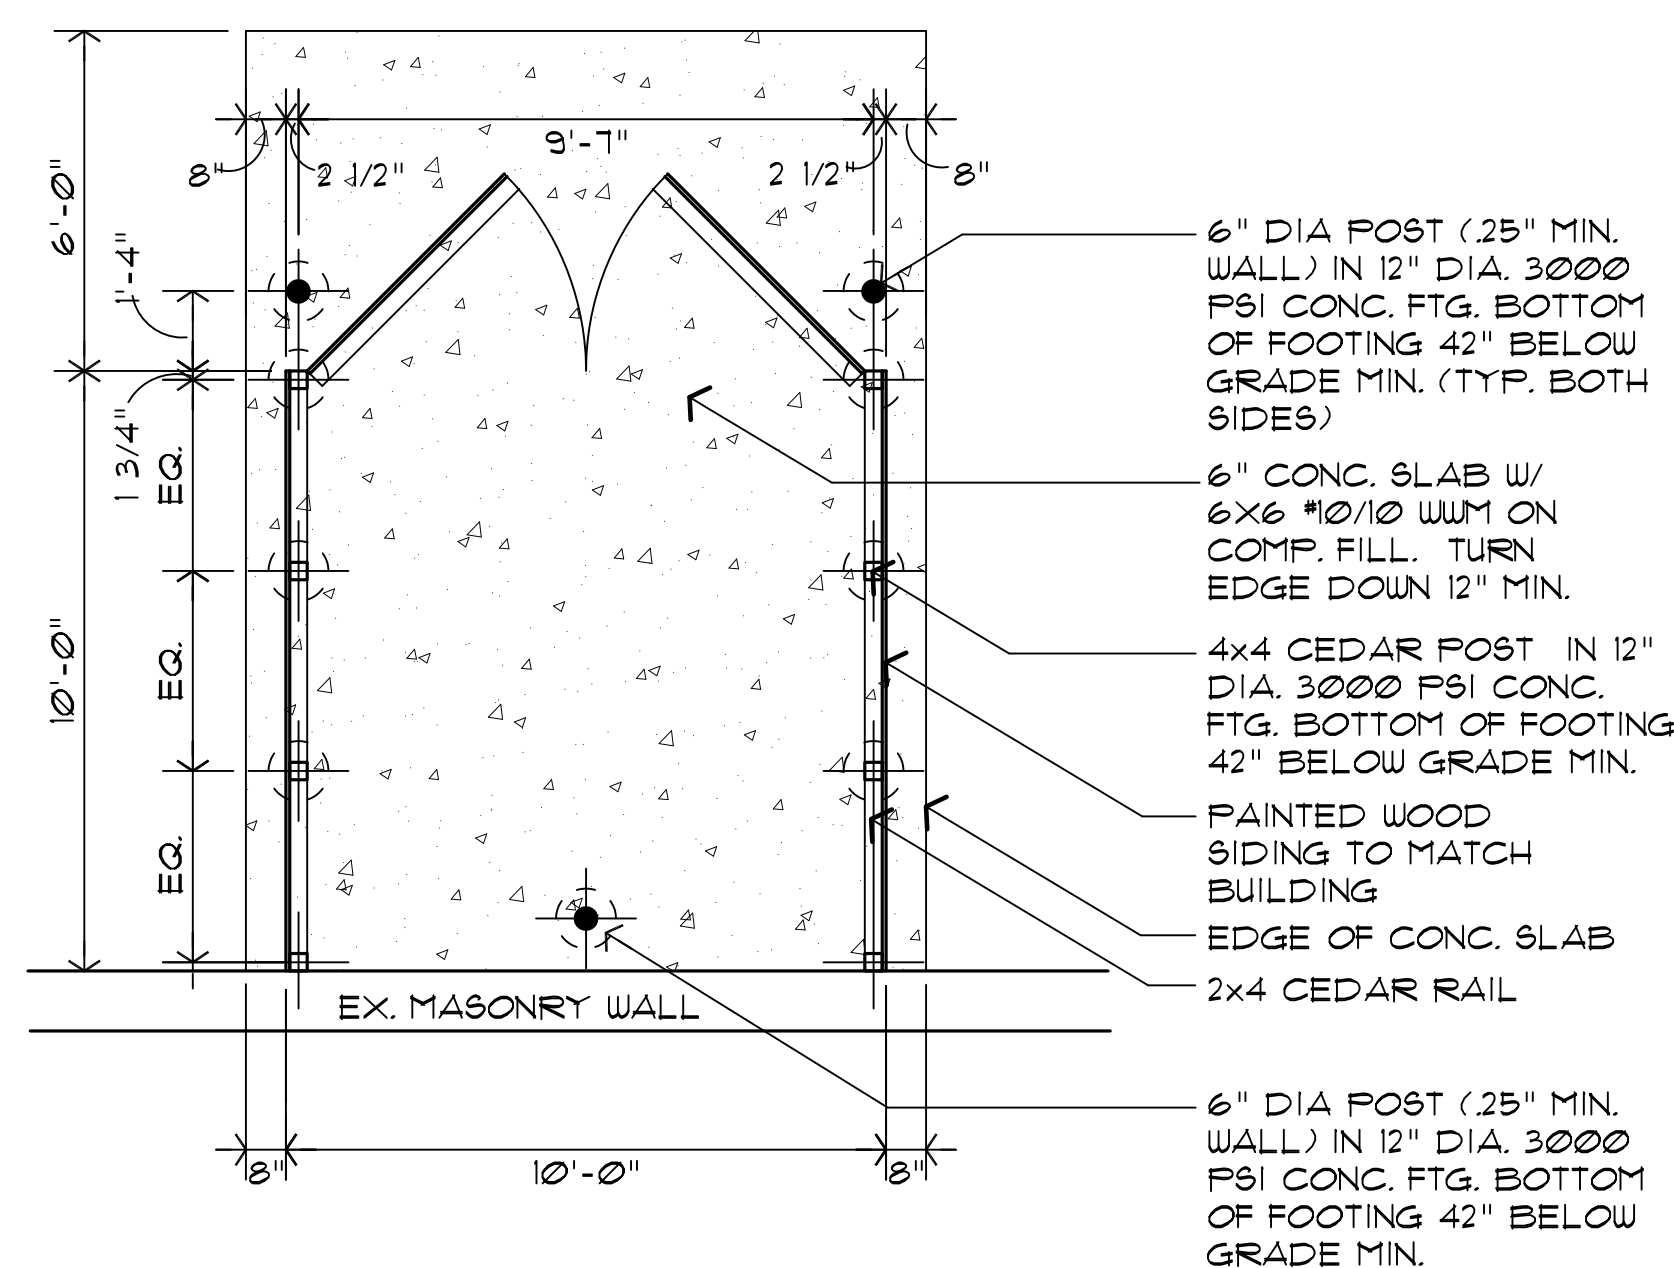 9'-7"
8"
2 1/2"
2 1/2"
8"
6'-0"
1'-4"
1 3/4"
EQ.
10'-0"
EQ.
EQ.
6" DIA POST (.25" MIN.
WALL) IN 12" DIA. 3000
PSI CONC. FTG. BOTTOM
OF FOOTING 42" BELOW
GRADE MIN. (TYP. BOTH
SIDES)
6" CONC. SLAB W/
6X6 #10/10 WWM ON
COMP. FILL. TURN
EDGE DOWN 12" MIN.
4x4 CEDAR POST IN 12"
DIA. 3000 PSI CONC.
FTG. BOTTOM OF FOOTING
42" BELOW GRADE MIN.
PAINTED WOOD
SIDING TO MATCH
BUILDING
EDGE OF CONC. SLAB
2x4 CEDAR RAIL
EX. MASONRY WALL
6" DIA POST (.25" MIN.
WALL) IN 12" DIA. 3000
PSI CONC. FTG. BOTTOM
OF FOOTING 42" BELOW
GRADE MIN.
8"
10'-0"
8"